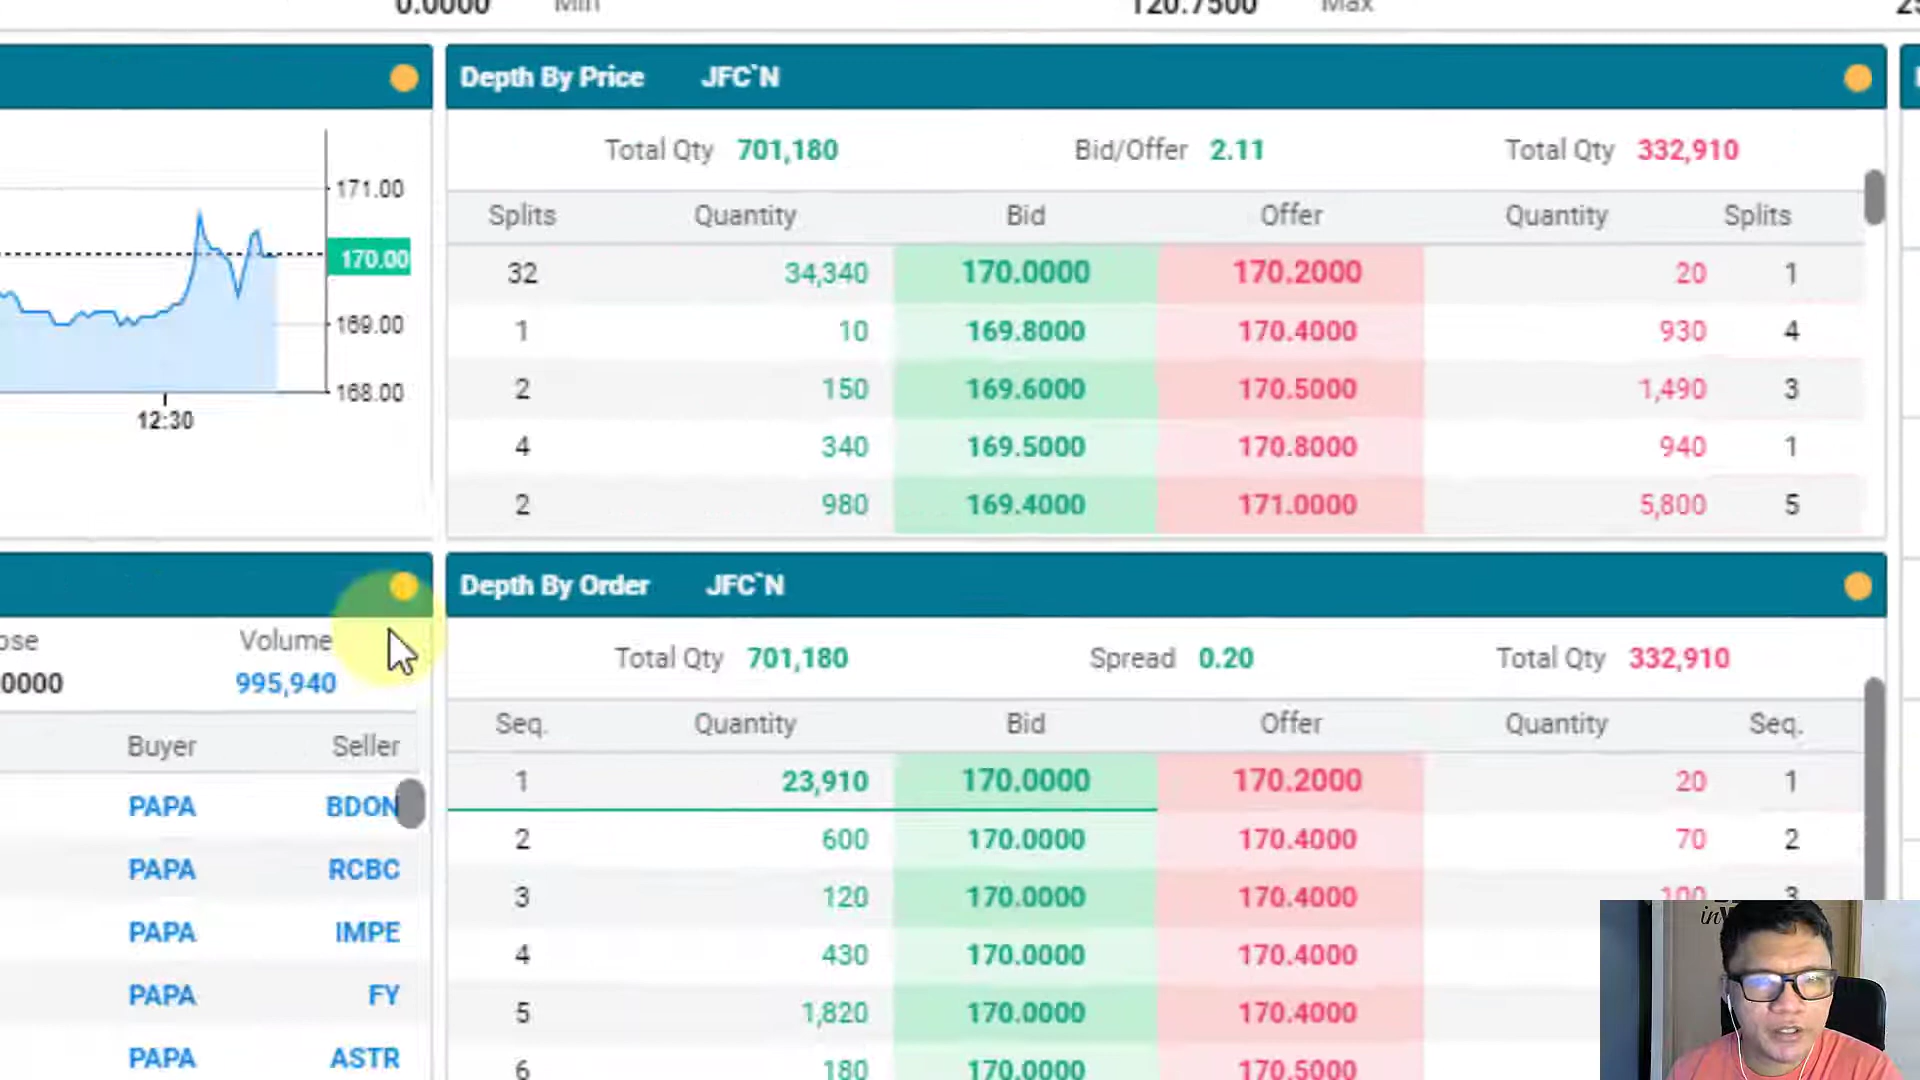 0.0000 Min 120.7500 Max
Depth By Price JFC`N
Total Qty 701,180 Bid/Offer 2.11 Total Qty 332,910
Splits Quantity Bid Offer Quantity Splits
32 34,340 170.0000 170.2000 20 1
1 10 169.8000 170.4000 930 4
2 150 169.6000 170.5000 1,490 3
4 340 169.5000 170.8000 940 1
2 980 169.4000 171.0000 5,800 5
171.00
170.00
169.00
168.00
12:30
Depth By Order JFC`N
Total Qty 701,180 Spread 0.20 Total Qty 332,910
Seq. Quantity Bid Offer Quantity Seq.
1 23,910 170.0000 170.2000 20 1
2 600 170.0000 170.4000 70 2
3 120 170.0000 170.4000 100 3
4 430 170.0000 170.4000
5 1,820 170.0000 170.4000
6 180 170.0000 170.5000
Volume
0000 995,940
Buyer Seller
PAPA BDON
PAPA RCBC
PAPA IMPE
PAPA FY
PAPA ASTR
in